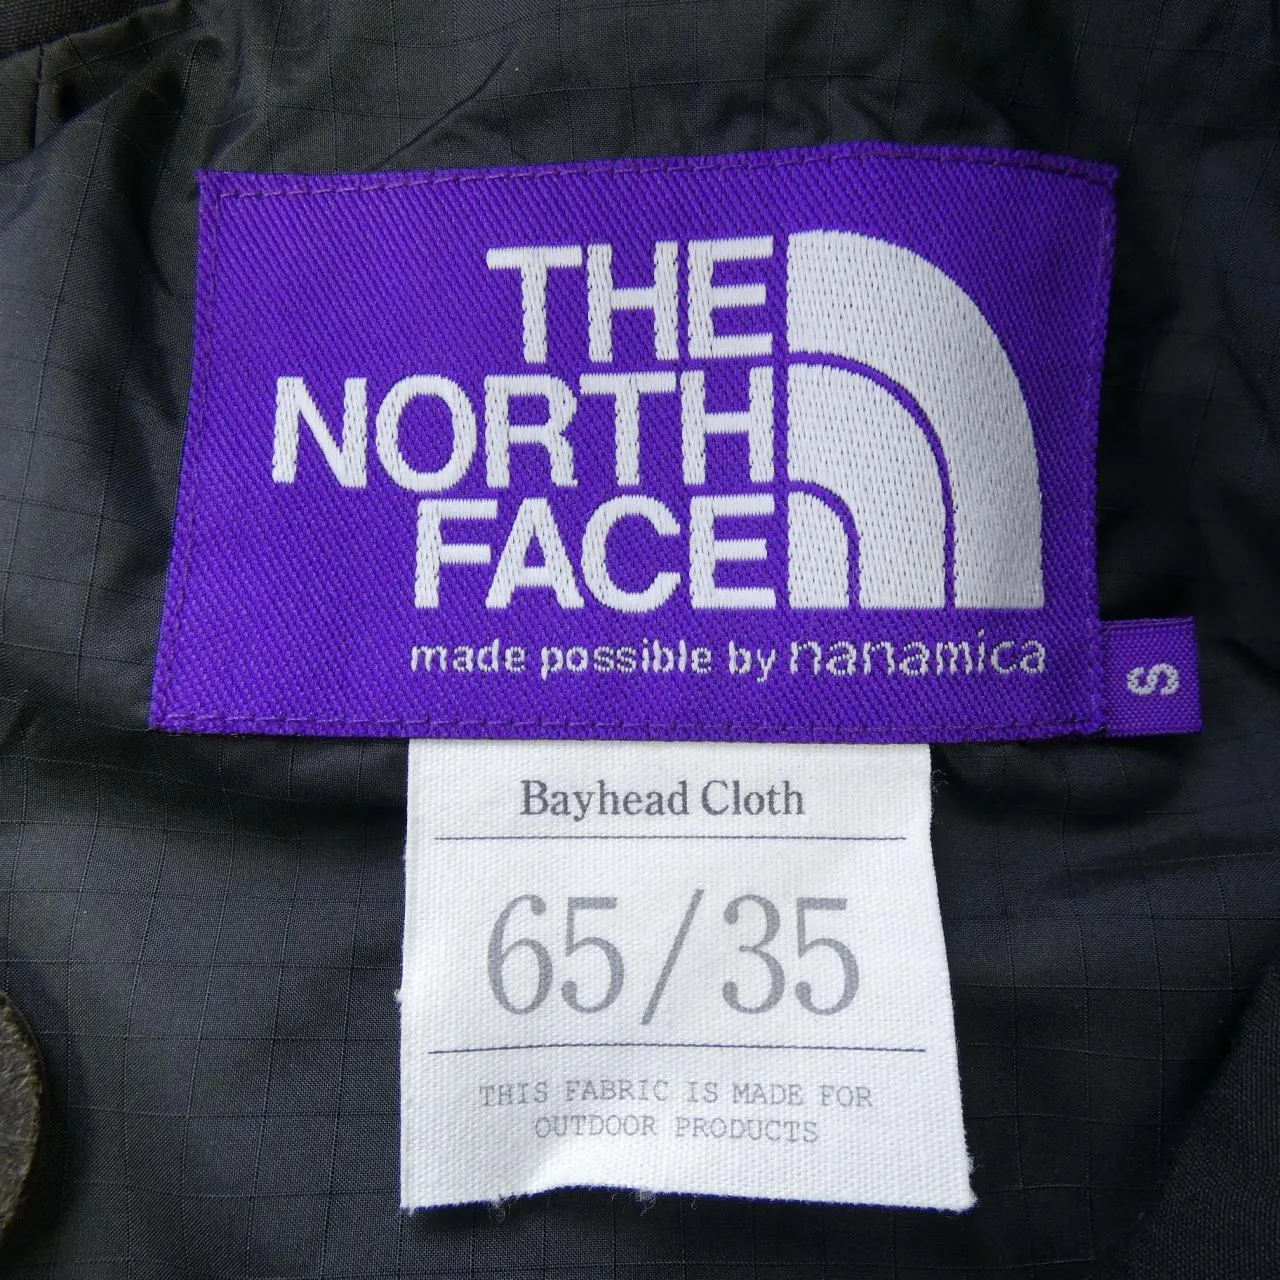 THE
NORTH
FACE
made possible by nanamica
S
Bayhead Cloth
65/35
THIS FABRIC IS MADE FOR
OUTDOOR PRODUCTS